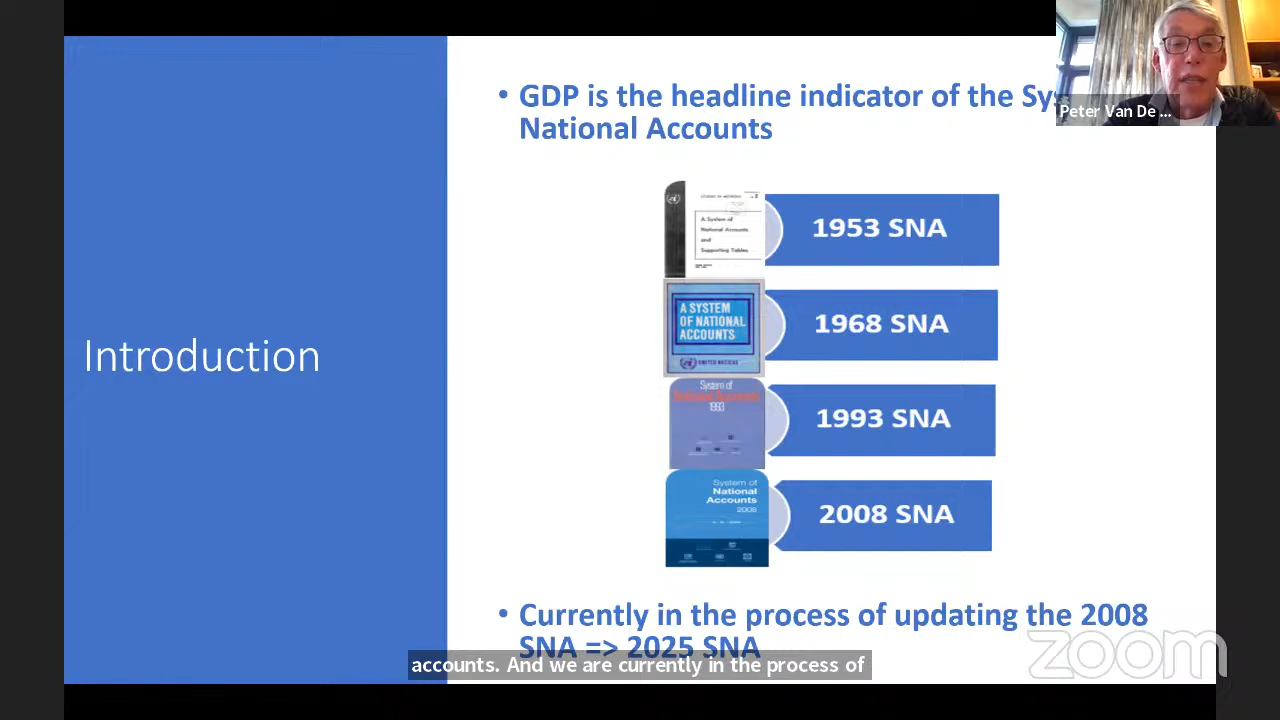 • GDP is the headline indicator of the Sys
National Accounts
Peter Van De ...
Introduction
A System of
National Accounts
and
Supporting Tables
1953 SNA
A SYSTEM
OF NATIONAL
ACCOUNTS
UNITED NATIONS
1968 SNA
System of
National Accounts
1993
1993 SNA
System of
National
Accounts
2008
2008 SNA
• Currently in the process of updating the 2008
SNA => 2025 SNA
accounts. And we are currently in the process of
zoom